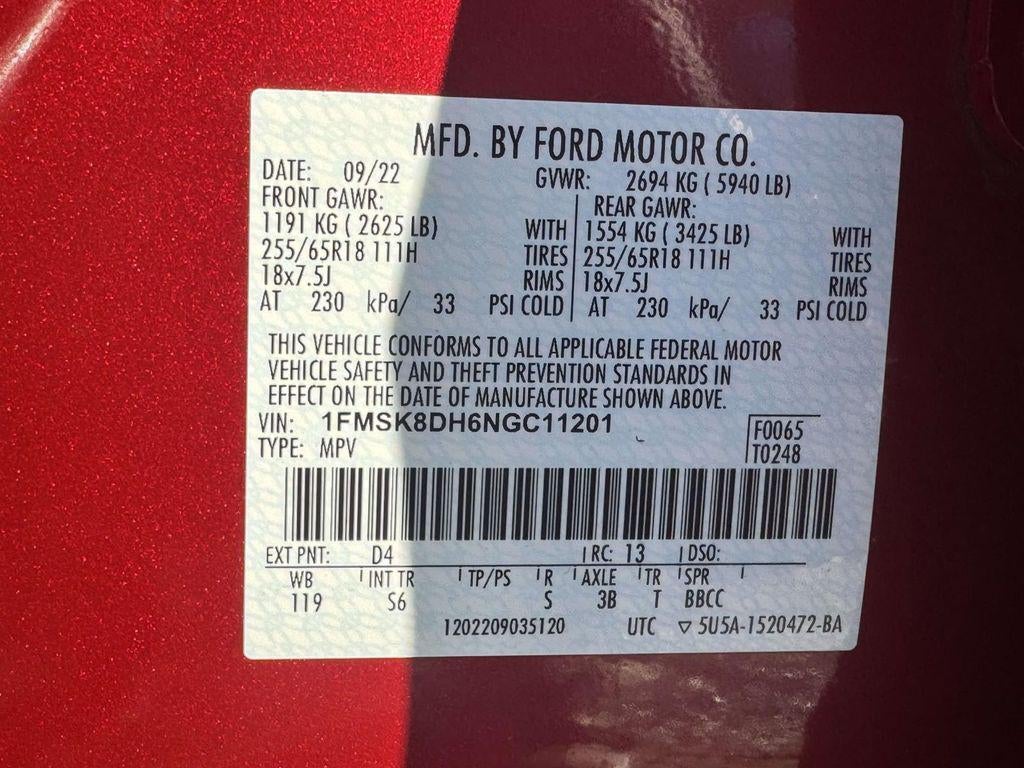 MFD. BY FORD MOTOR CO.
DATE: 09/22 GVWR: 2694 KG ( 5940 LB)
FRONT GAWR: REAR GAWR:
1191 KG ( 2625 LB) WITH 1554 KG ( 3425 LB) WITH
255/65R18 111H TIRES 255/65R18 111H TIRES
18x7.5J RIMS 18x7.5J RIMS
AT 230 kPa/ 33 PSI COLD AT 230 kPa/ 33 PSI COLD
THIS VEHICLE CONFORMS TO ALL APPLICABLE FEDERAL MOTOR
VEHICLE SAFETY AND THEFT PREVENTION STANDARDS IN
EFFECT ON THE DATE OF MANUFACTURE SHOWN ABOVE.
VIN: 1FMSK8DH6NGC11201 F0065
TYPE: MPV T0248
EXT PNT: D4 RC: 13 DSO:
WB INT TR TP/PS R AXLE TR SPR
119 S6 S 3B T BBCC
1202209035120 UTC ▽ 5U5A-1520472-BA